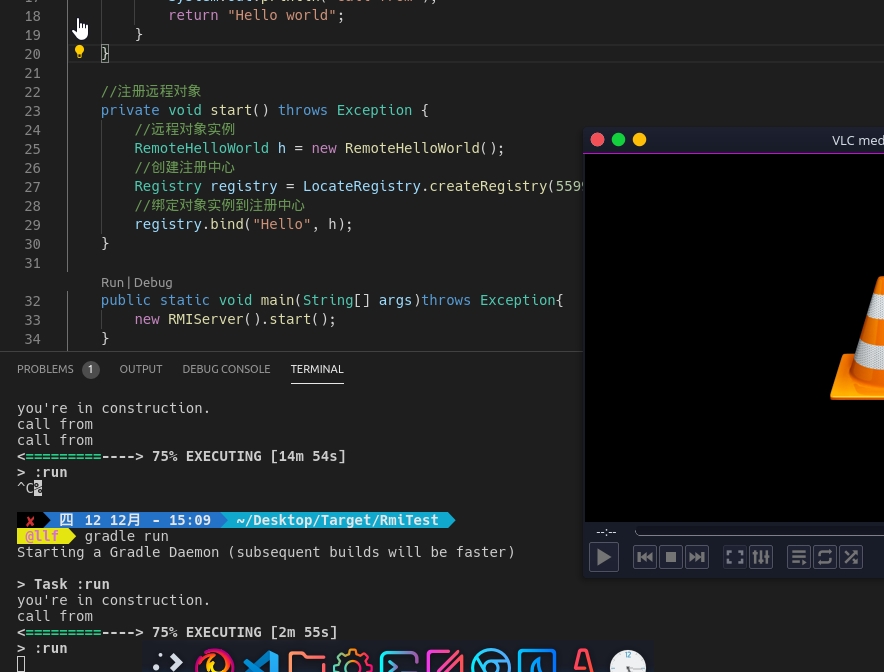 18 return "Hello world";
19 }
20 }
21
22 //注册远程对象
23 private void start() throws Exception {
24 //远程对象实例
25 RemoteHelloWorld h = new RemoteHelloWorld();
26 //创建注册中心
27 Registry registry = LocateRegistry.createRegistry(559
28 //绑定对象实例到注册中心
29 registry.bind("Hello", h);
30 }
31
Run | Debug
32 public static void main(String[] args)throws Exception{
33 new RMIServer().start();
34 }
VLC med
--:--
PROBLEMS 1 OUTPUT DEBUG CONSOLE TERMINAL
you're in construction.
call from
call from
<=========----> 75% EXECUTING [14m 54s]
> :run
^C%
✘ 四 12 12月 - 15:09 ~/Desktop/Target/RmiTest
@llf gradle run
Starting a Gradle Daemon (subsequent builds will be faster)
> Task :run
you're in construction.
call from
<=========----> 75% EXECUTING [2m 55s]
> :run
12